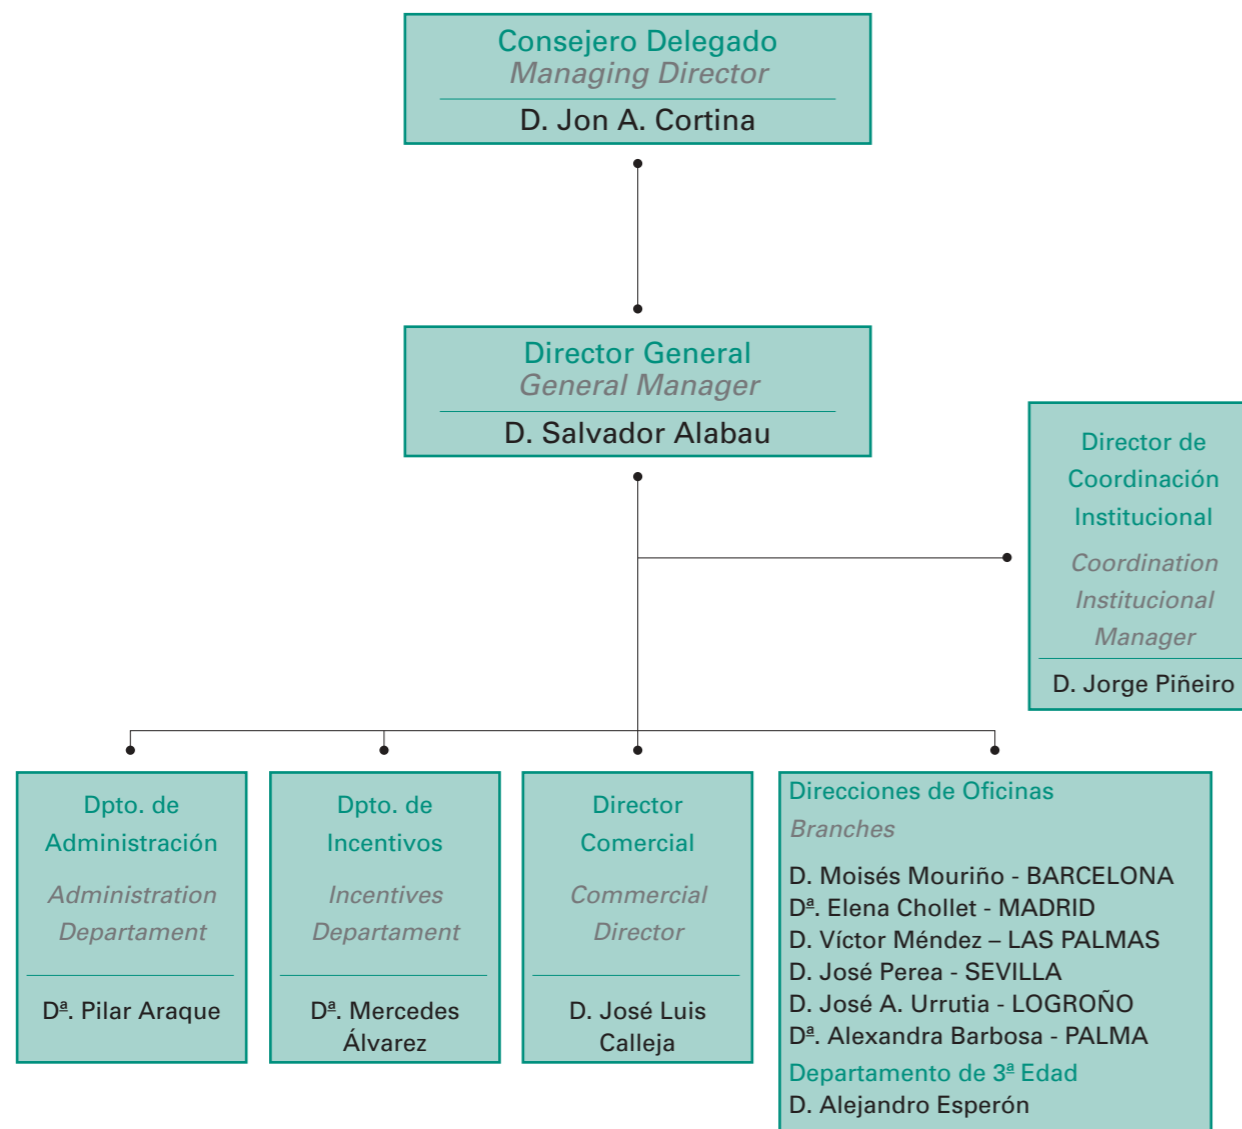 Consejero Delegado
Managing Director
D. Jon A. Cortina
Director General
General Manager
D. Salvador Alabau
Director de
Coordinación
Institucional
Coordination
Institucional
Manager
D. Jorge Piñeiro
Dpto. de
Administración
Administration
Departament
Dª. Pilar Araque
Dpto. de
Incentivos
Incentives
Departament
Dª. Mercedes
Álvarez
Director
Comercial
Commercial
Director
D. José Luis
Calleja
Direcciones de Oficinas
Branches
D. Moisés Mouriño - BARCELONA
Dª. Elena Chollet - MADRID
D. Víctor Méndez – LAS PALMAS
D. José Perea - SEVILLA
D. José A. Urrutia - LOGROÑO
Dª. Alexandra Barbosa - PALMA
Departamento de 3ª Edad
D. Alejandro Esperón